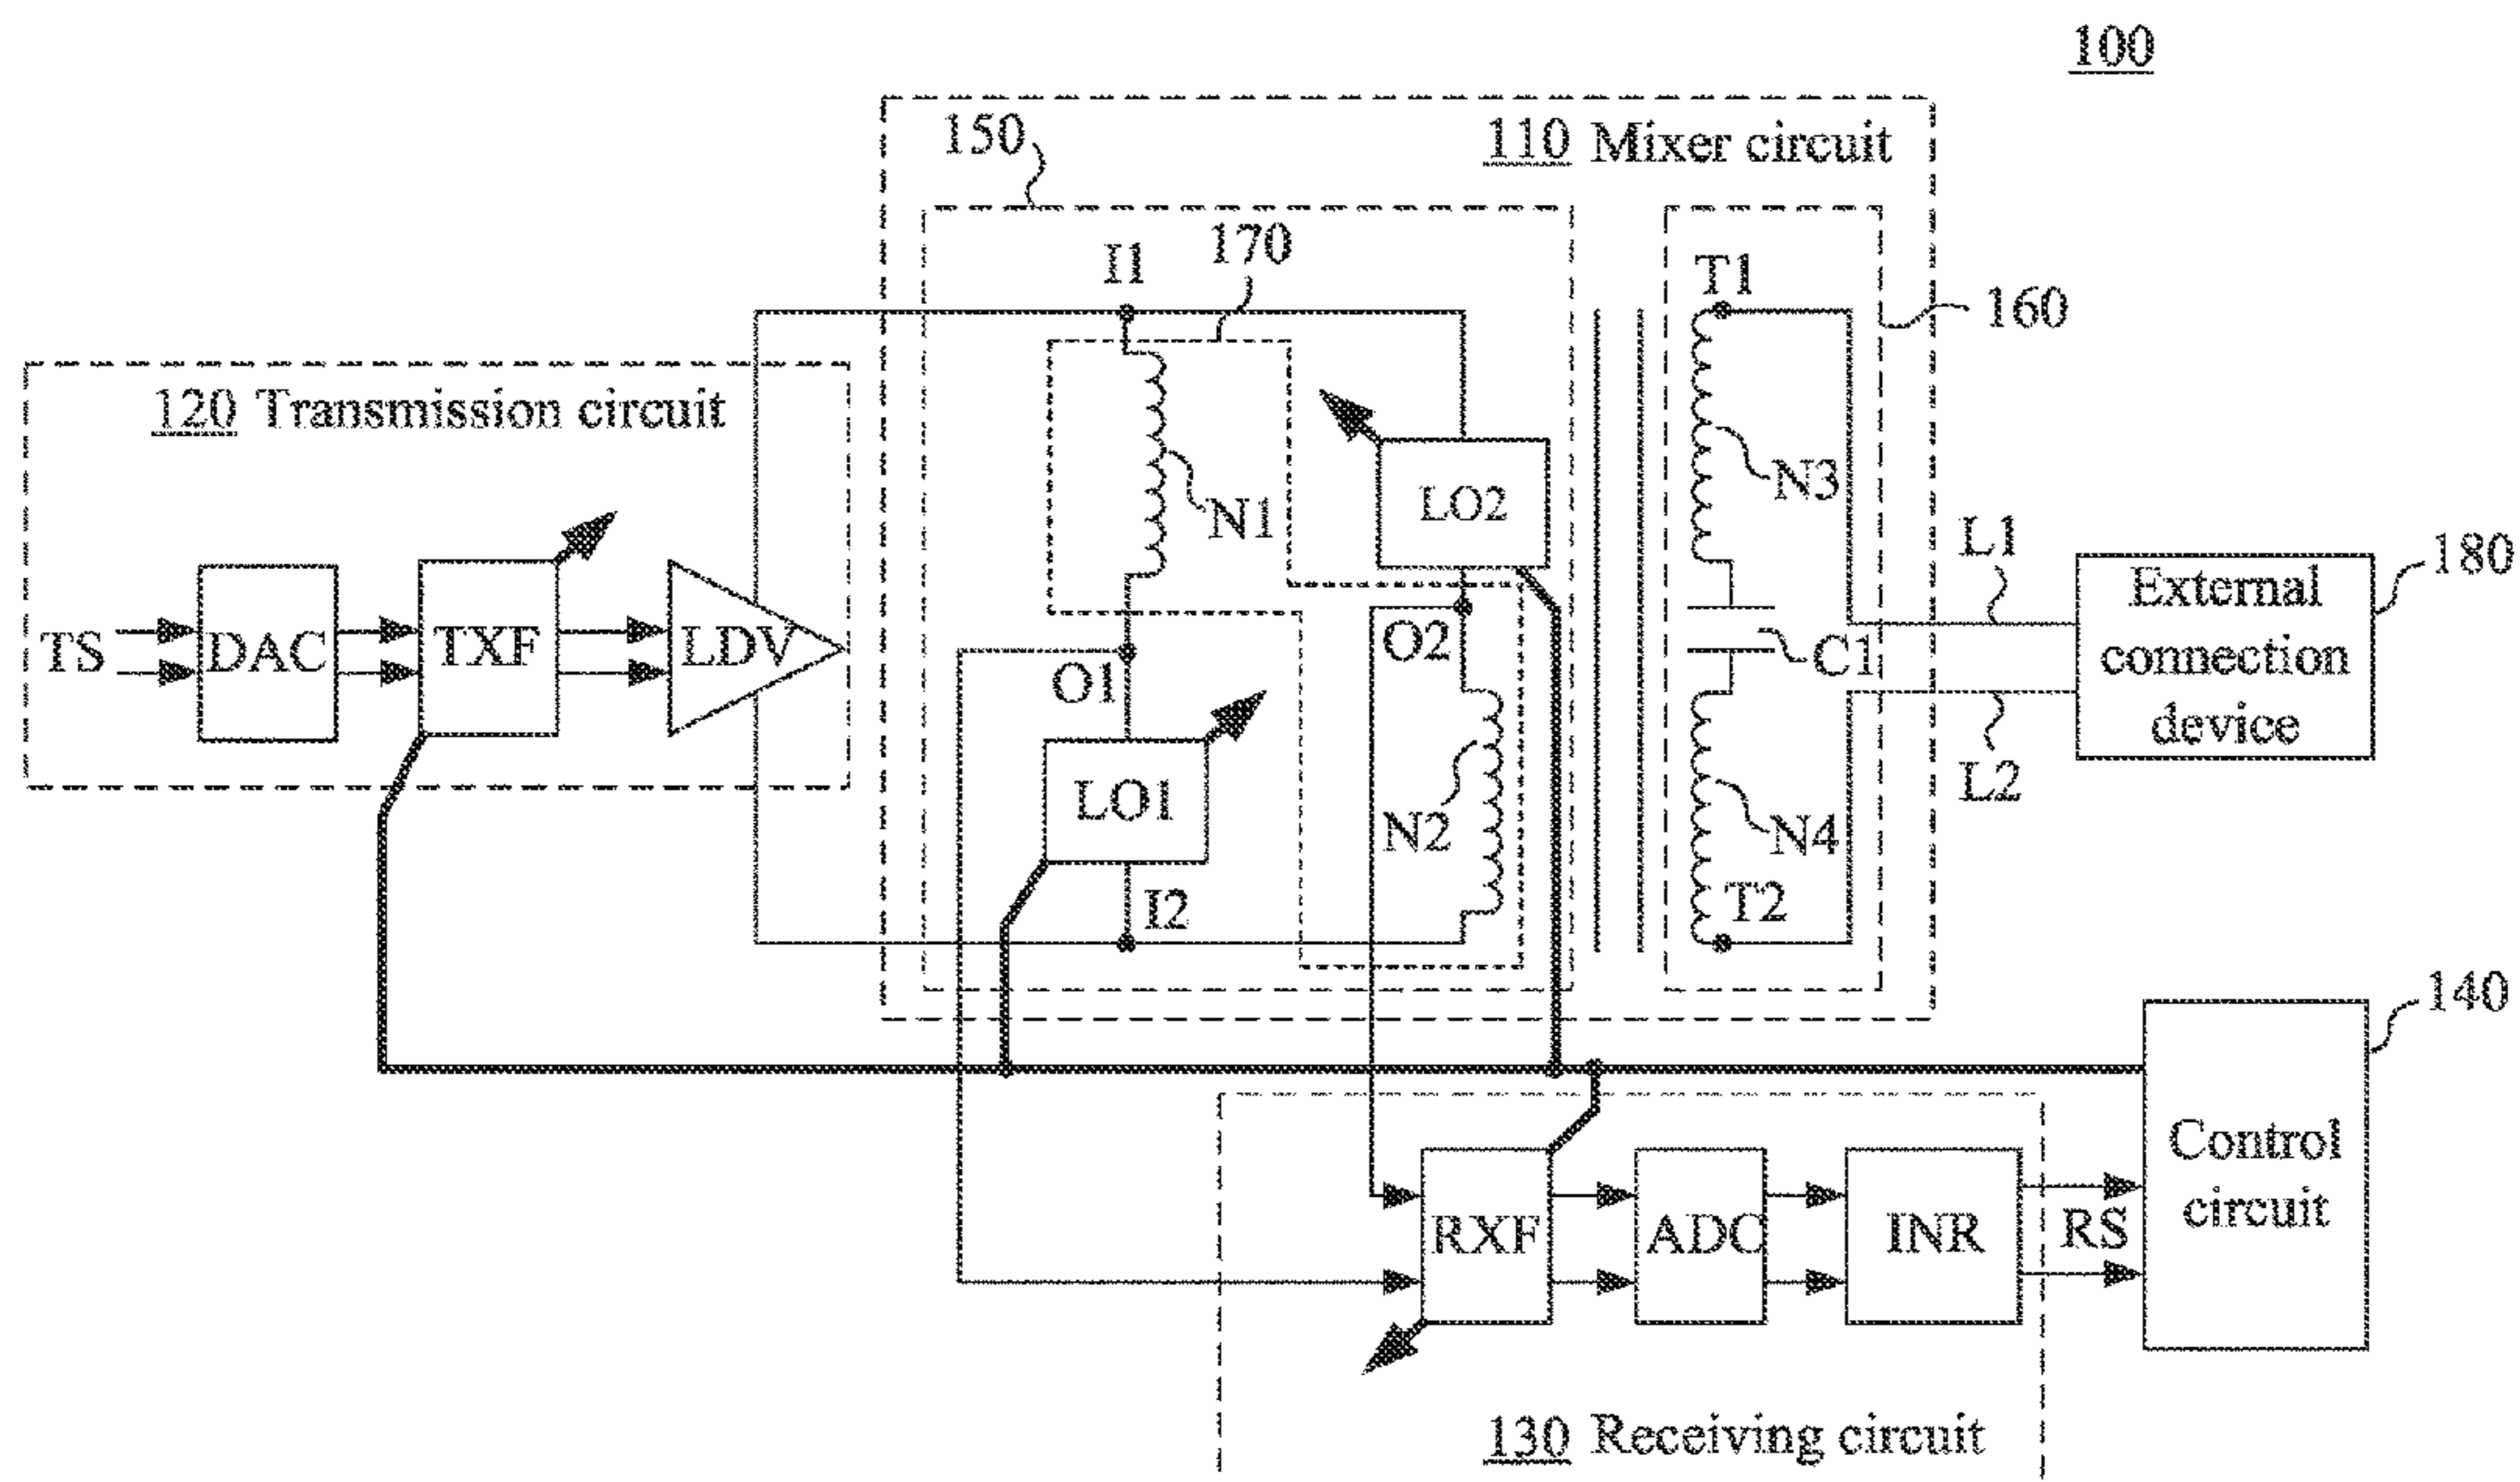 100
150
110 Mixer circuit
170
I1
T1
160
120 Transmission circuit
N1
LO2
N3
L1
180
External
connection
device
TS
DAC
TXF
LDV
O2
C1
O1
LO1
N2
N4
L2
I2
T2
140
Control
circuit
RXF
ADC
INR
RS
130 Receiving circuit